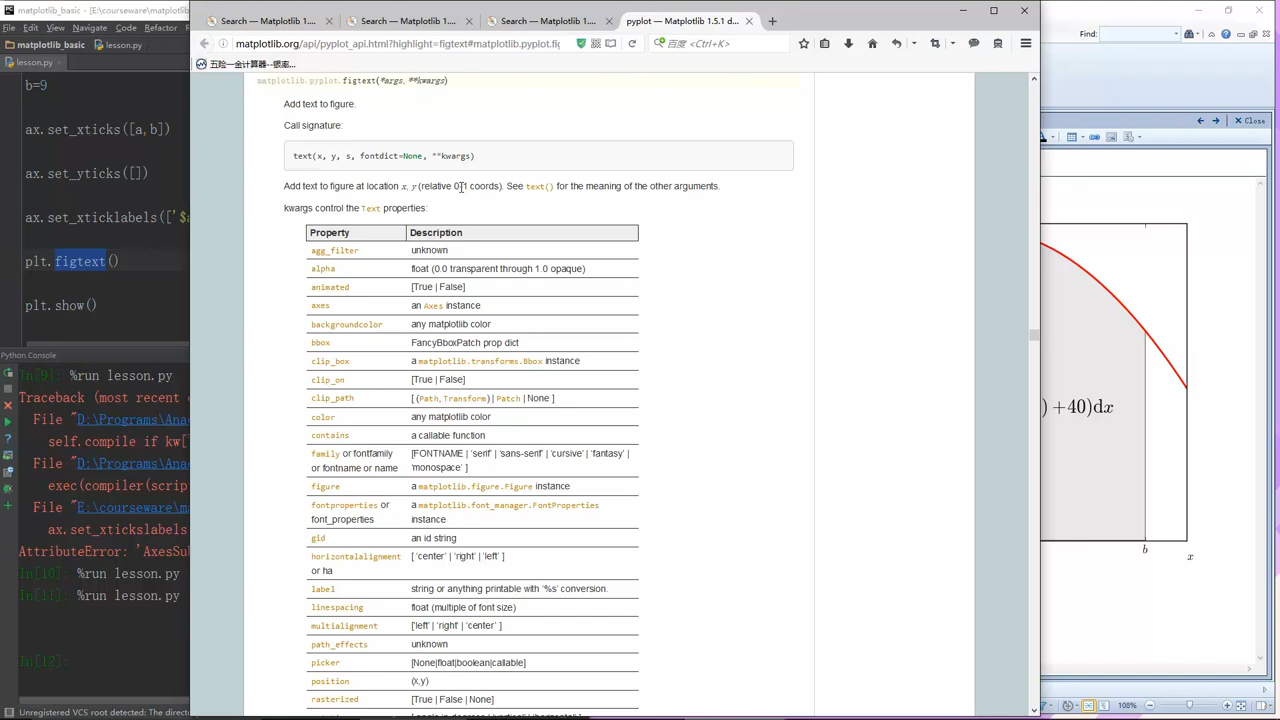 Search — Matplotlib 1....
Search — Matplotlib 1....
Search — Matplotlib 1....
pyplot — Matplotlib 1.5.1 d...
File Edit View Navigate Code Refactor
matplotlib_basic
lesson.py
lesson.py
matplotlib.org/api/pyplot_api.html?highlight=figtext#matplotlib.pyplot.fig
百度 <Ctrl+K>
Find:
五险一金计算器--银率...
Close
b=9
ax.set_xticks([a,b])
ax.set_yticks([])
ax.set_xticklabels(['$a
plt.figtext()
plt.show()
Python Console
In[9]: %run lesson.py
Traceback (most recent c
File "D:\Programs\Ana
self.compile if kw[
File "D:\Programs\Ana
exec(compiler(scrip
File "E:\courseware\m
ax.set_xtickslabels
AttributeError: 'AxesSub
In[10]: %run lesson.py
In[11]: %run lesson.py
In[12]:
Unregistered VCS root detected: The directo
matplotlib.pyplot.figtext(*args, **kwargs)
Add text to figure.
Call signature:
text(x, y, s, fontdict=None, **kwargs)
Add text to figure at location x, y (relative 0-1 coords). See text() for the meaning of the other arguments.
kwargs control the Text properties:
Property Description
agg_filter unknown
alpha float (0.0 transparent through 1.0 opaque)
animated [True | False]
axes an Axes instance
backgroundcolor any matplotlib color
bbox FancyBboxPatch prop dict
clip_box a matplotlib.transforms.Bbox instance
clip_on [True | False]
clip_path [ (Path, Transform) | Patch | None ]
color any matplotlib color
contains a callable function
family or fontfamily [FONTNAME | 'serif' | 'sans-serif' | 'cursive' | 'fantasy' |
or fontname or name 'monospace' ]
figure a matplotlib.figure.Figure instance
fontproperties or a matplotlib.font_manager.FontProperties
font_properties instance
gid an id string
horizontalalignment [ 'center' | 'right' | 'left' ]
or ha
label string or anything printable with '%s' conversion.
linespacing float (multiple of font size)
multialignment ['left' | 'right' | 'center' ]
path_effects unknown
picker [None|float|boolean|callable]
position (x,y)
rasterized [True | False | None]
) +40)dx
b
x
108%